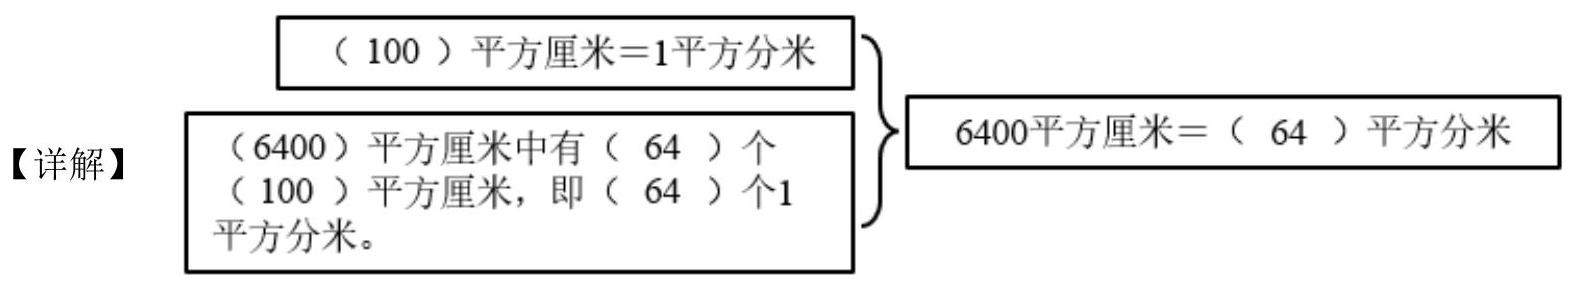 （ 100 ）平方厘米＝1平方分米
【详解】
（6400）平方厘米中有（ 64 ）个
（ 100 ）平方厘米，即（ 64 ）个1
平方分米。
6400平方厘米＝（ 64 ）平方分米